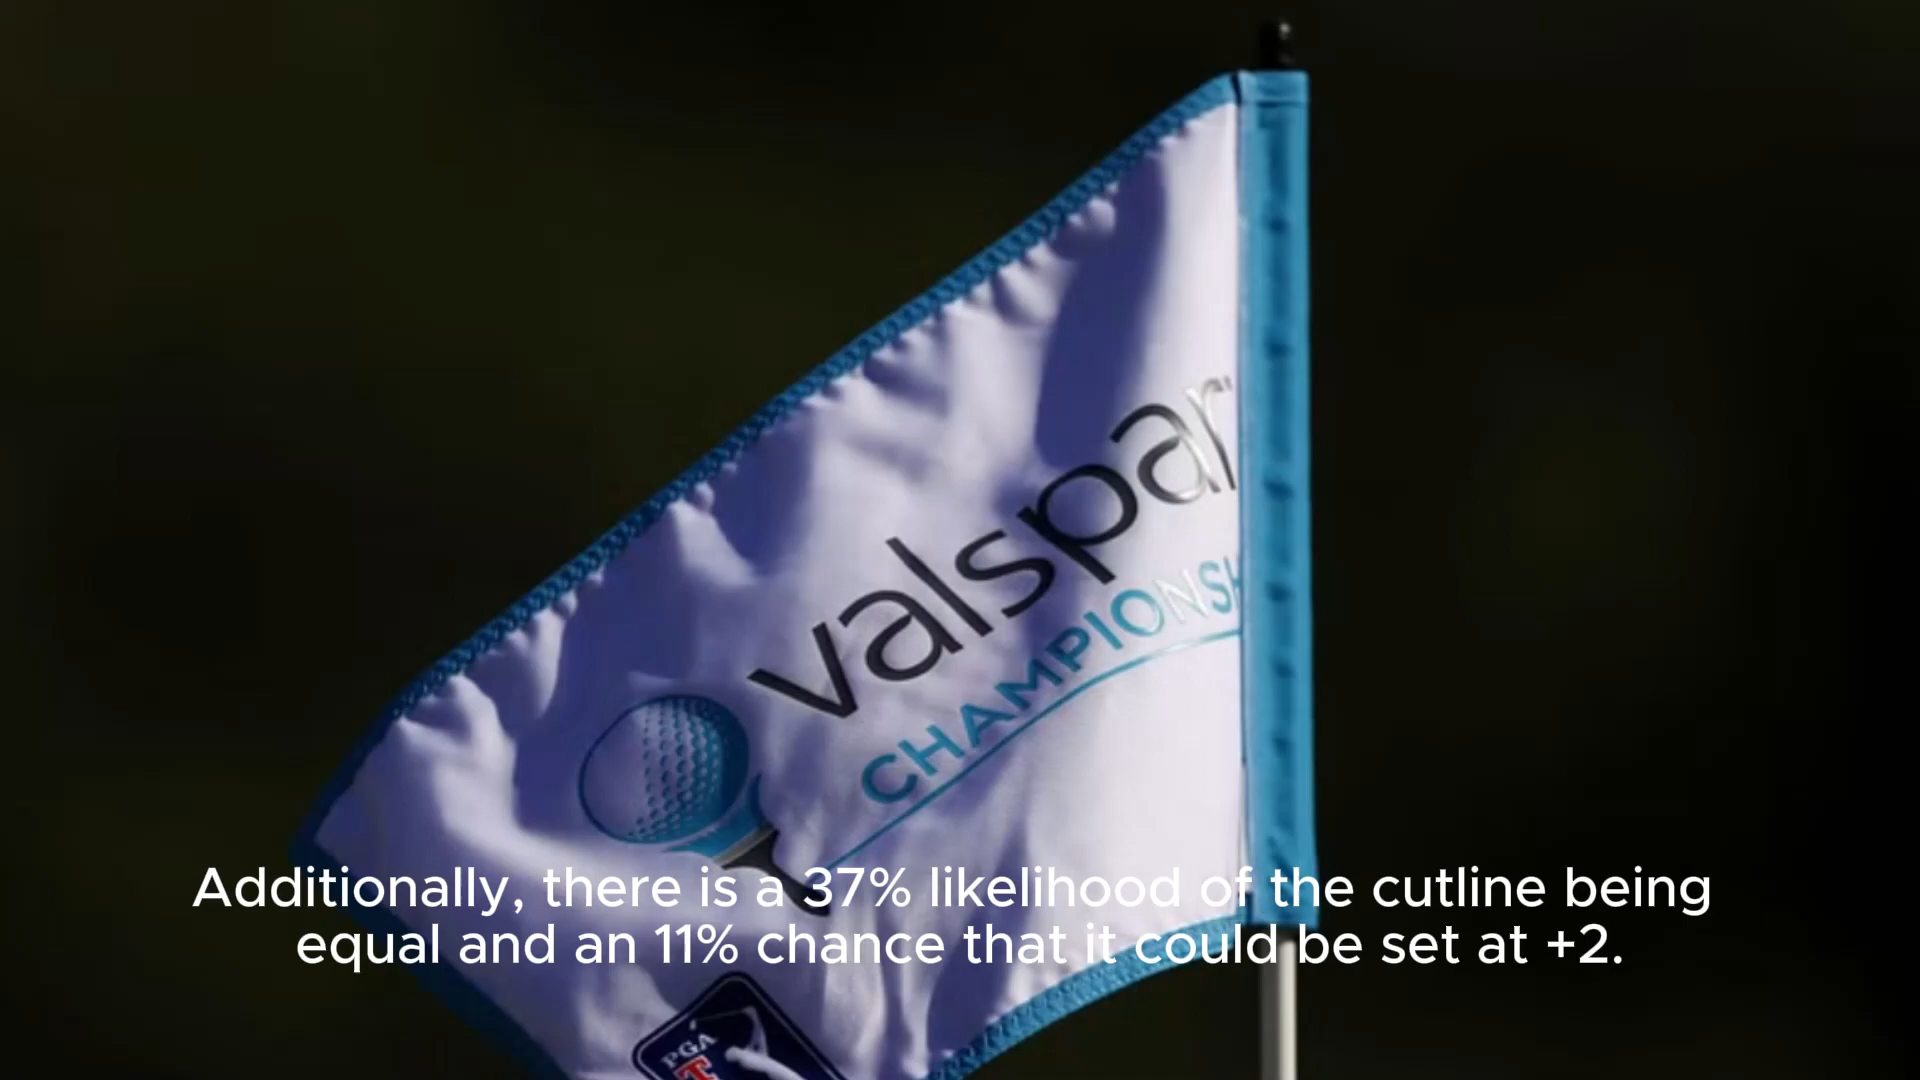 valspar
CHAMPIONSH
Additionally, there is a 37% likelihood of the cutline being
equal and an 11% chance that it could be set at +2.
PGA
T